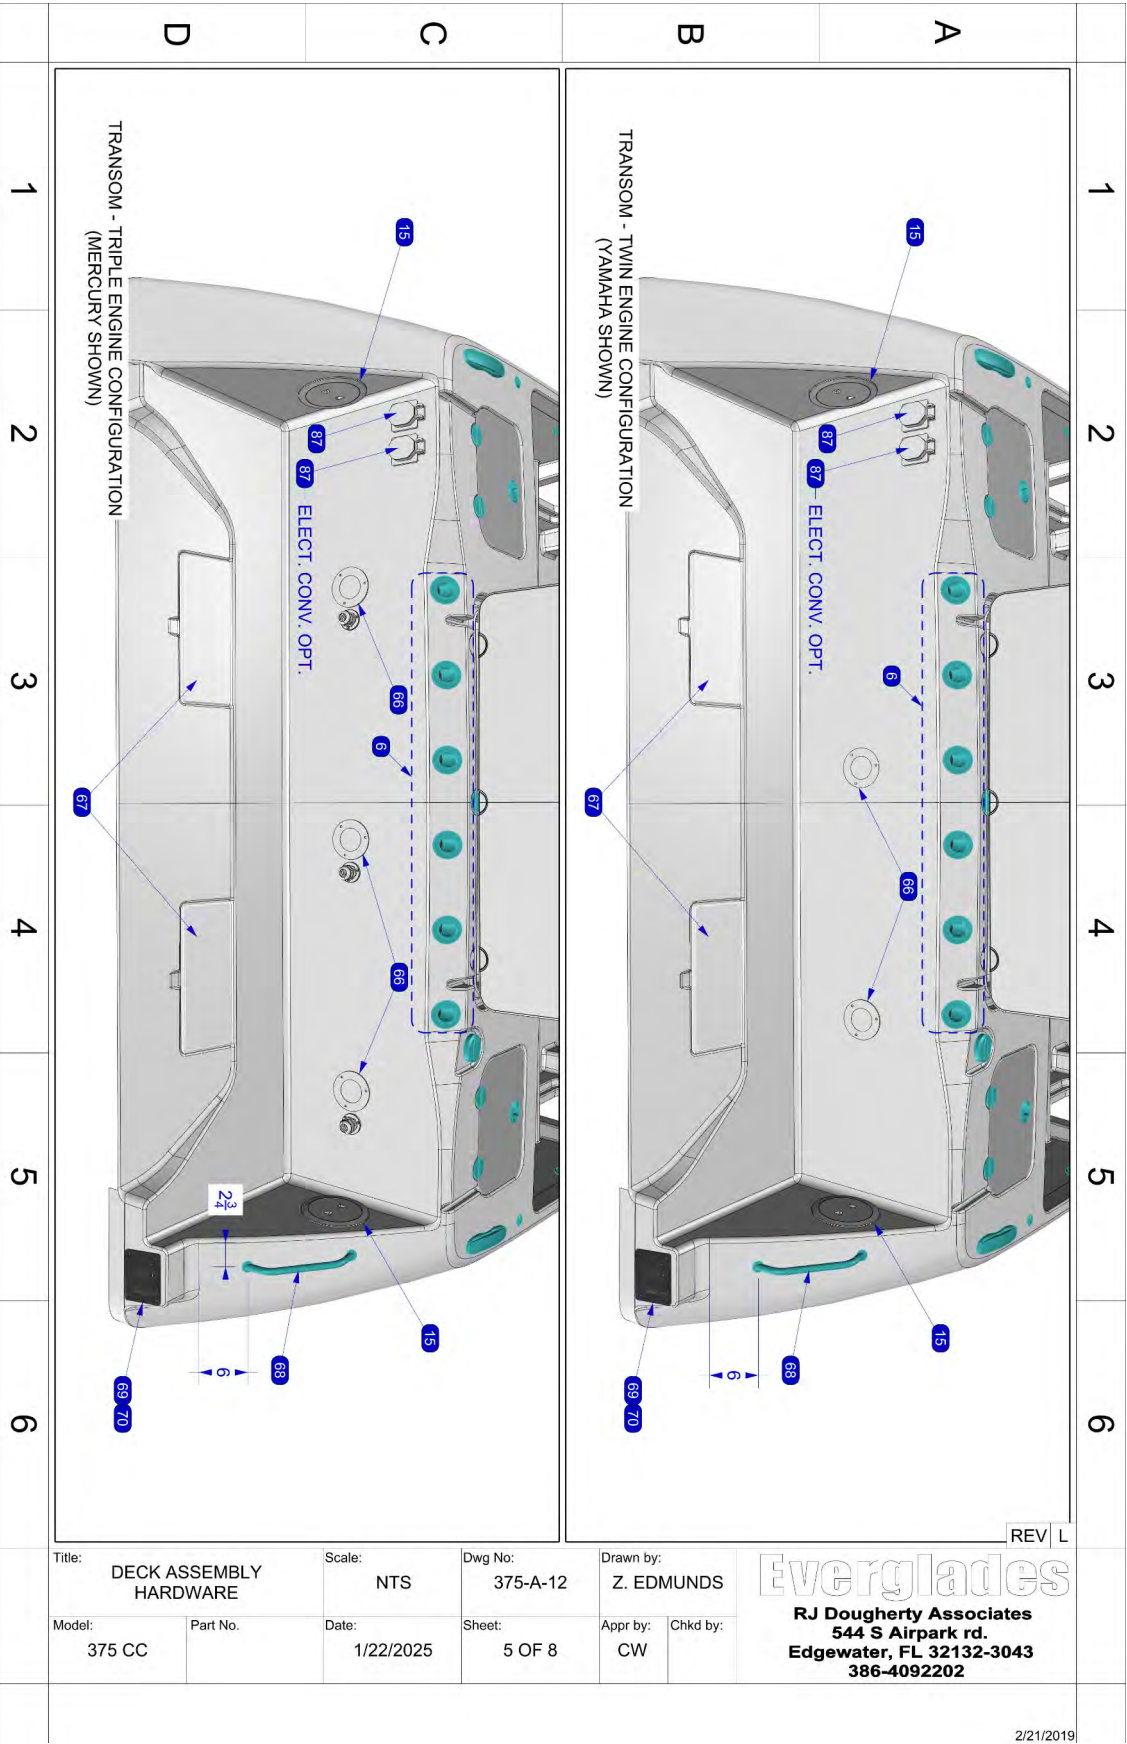 D
C
B
A
1
2
3
4
5
6
1
2
3
4
5
6
TRANSOM - TWIN ENGINE CONFIGURATION
(YAMAHA SHOWN)
15
87
87
ELECT. CONV. OPT.
6
66
67
15
68
6
69
70
TRANSOM - TRIPLE ENGINE CONFIGURATION
(MERCURY SHOWN)
15
87
87
ELECT. CONV. OPT.
66
6
66
67
2 3/4
15
68
6
69
70
REV L
Title:
DECK ASSEMBLY
HARDWARE
Scale:
NTS
Dwg No:
375-A-12
Drawn by:
Z. EDMUNDS
Model:
375 CC
Part No.
Date:
1/22/2025
Sheet:
5 OF 8
Appr by:
CW
Chkd by:
Everglades
RJ Dougherty Associates
544 S Airpark rd.
Edgewater, FL 32132-3043
386-4092202
2/21/2019